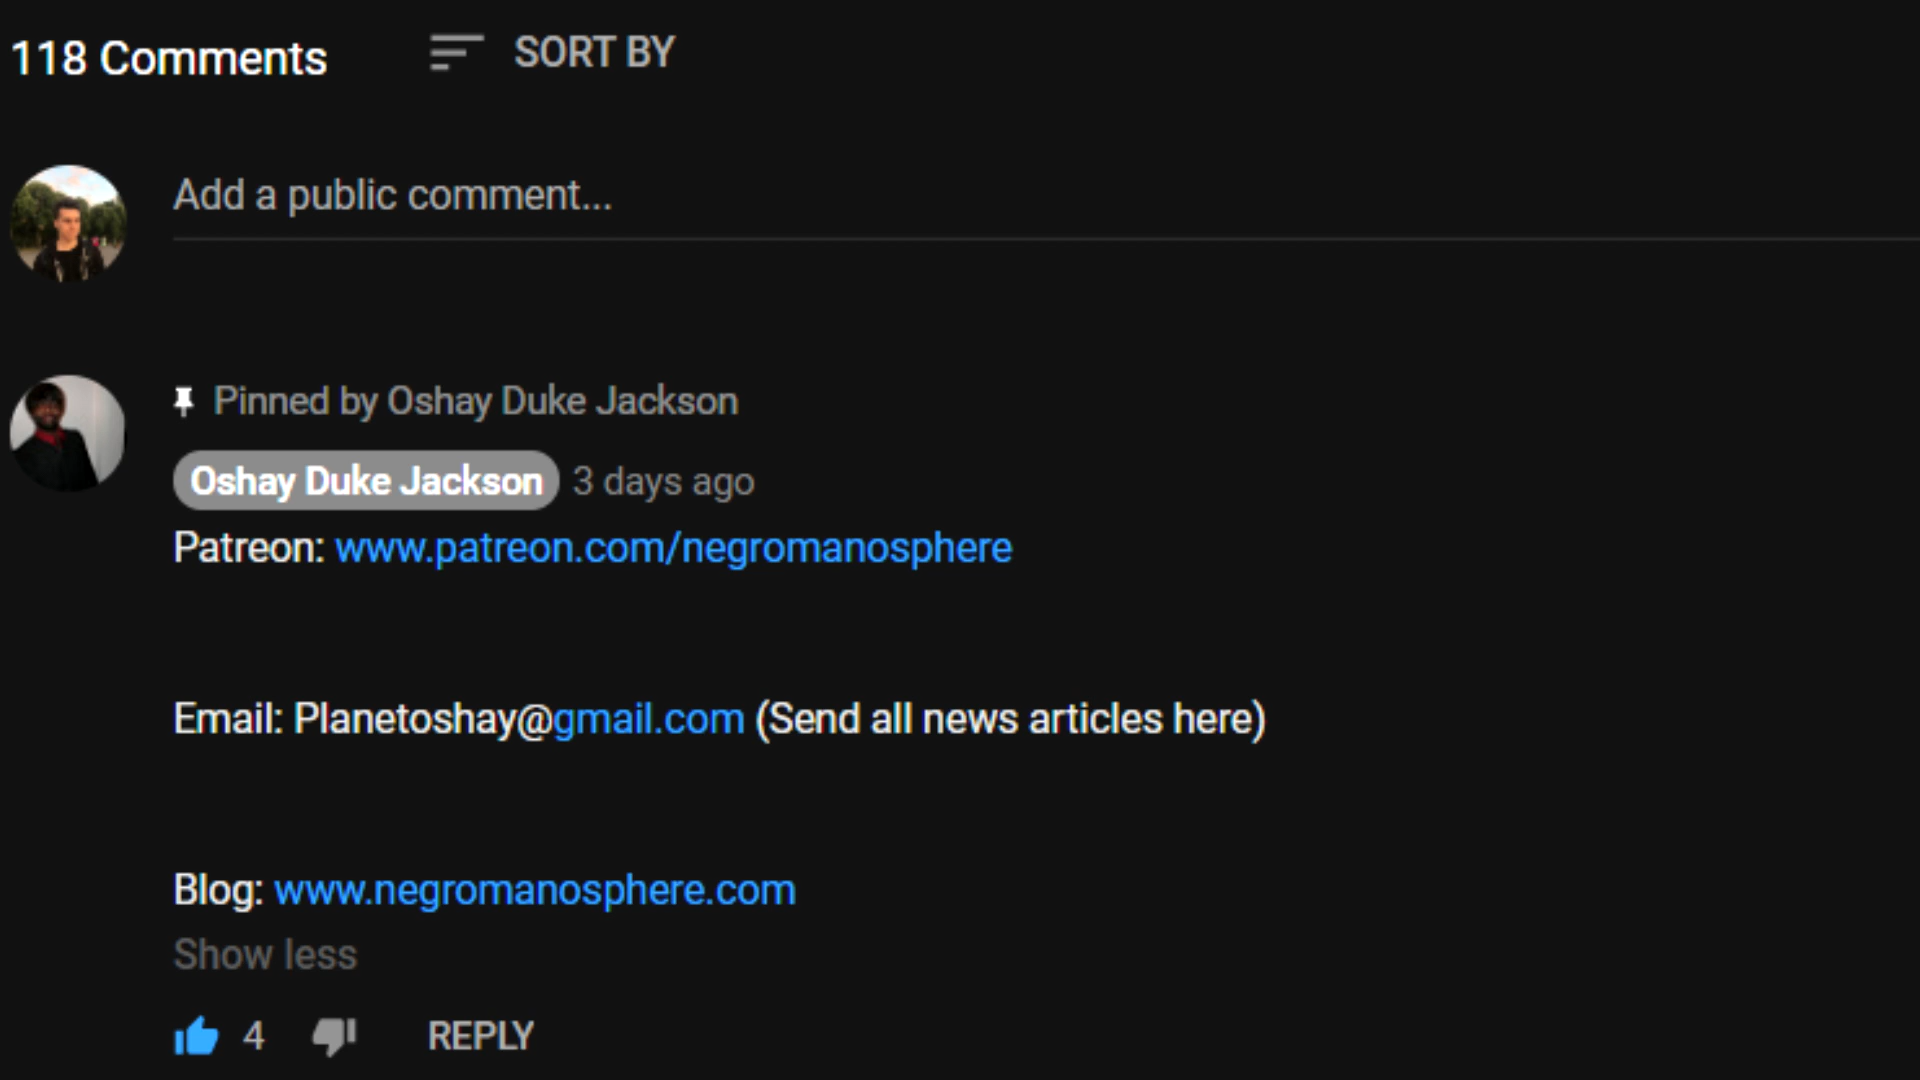 118 Comments SORT BY
Add a public comment...
Pinned by Oshay Duke Jackson
Oshay Duke Jackson 3 days ago
Patreon: www.patreon.com/negromanosphere
Email: Planetoshay@gmail.com (Send all news articles here)
Blog: www.negromanosphere.com
Show less
4 REPLY